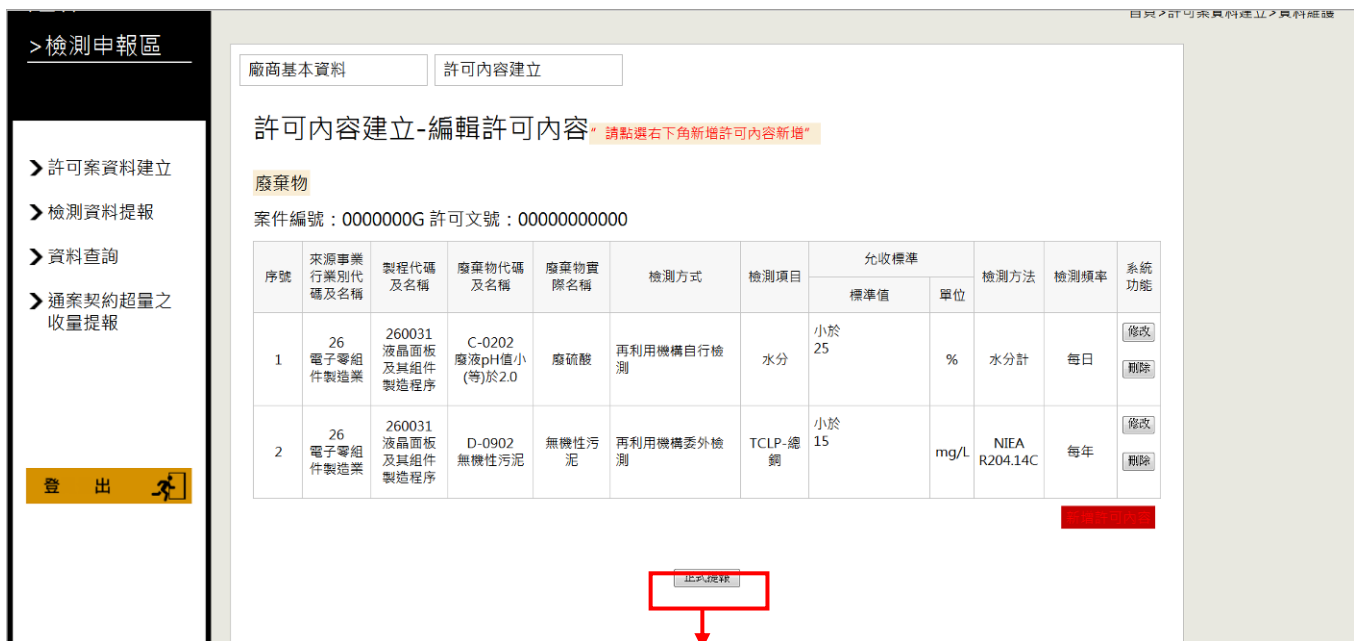 首頁>許可案資料建立>資料維護
>檢測申報區
廠商基本資料
許可內容建立
許可內容建立-編輯許可內容" 請點選右下角新增許可內容新增"
許可案資料建立
檢測資料提報
資料查詢
通案契約超量之
收量提報
登 出
廢棄物
案件編號：0000000G 許可文號：00000000000
序號
來源事業
行業別代
碼及名稱
製程代碼
及名稱
廢棄物代碼
及名稱
廢棄物實
際名稱
檢測方式
檢測項目
允收標準
標準值
單位
檢測方法
檢測頻率
系統
功能
1
26
電子零組
件製造業
260031
液晶面板
及其組件
製造程序
C-0202
廢液pH值小
(等)於2.0
廢硫酸
再利用機構自行檢
測
水分
小於
25
%
水分計
每日
修改
刪除
2
26
電子零組
件製造業
260031
液晶面板
及其組件
製造程序
D-0902
無機性污泥
無機性污
泥
再利用機構委外檢
測
TCLP-總
銅
小於
15
mg/L
NIEA
R204.14C
每年
修改
刪除
新增許可內容
正式提報